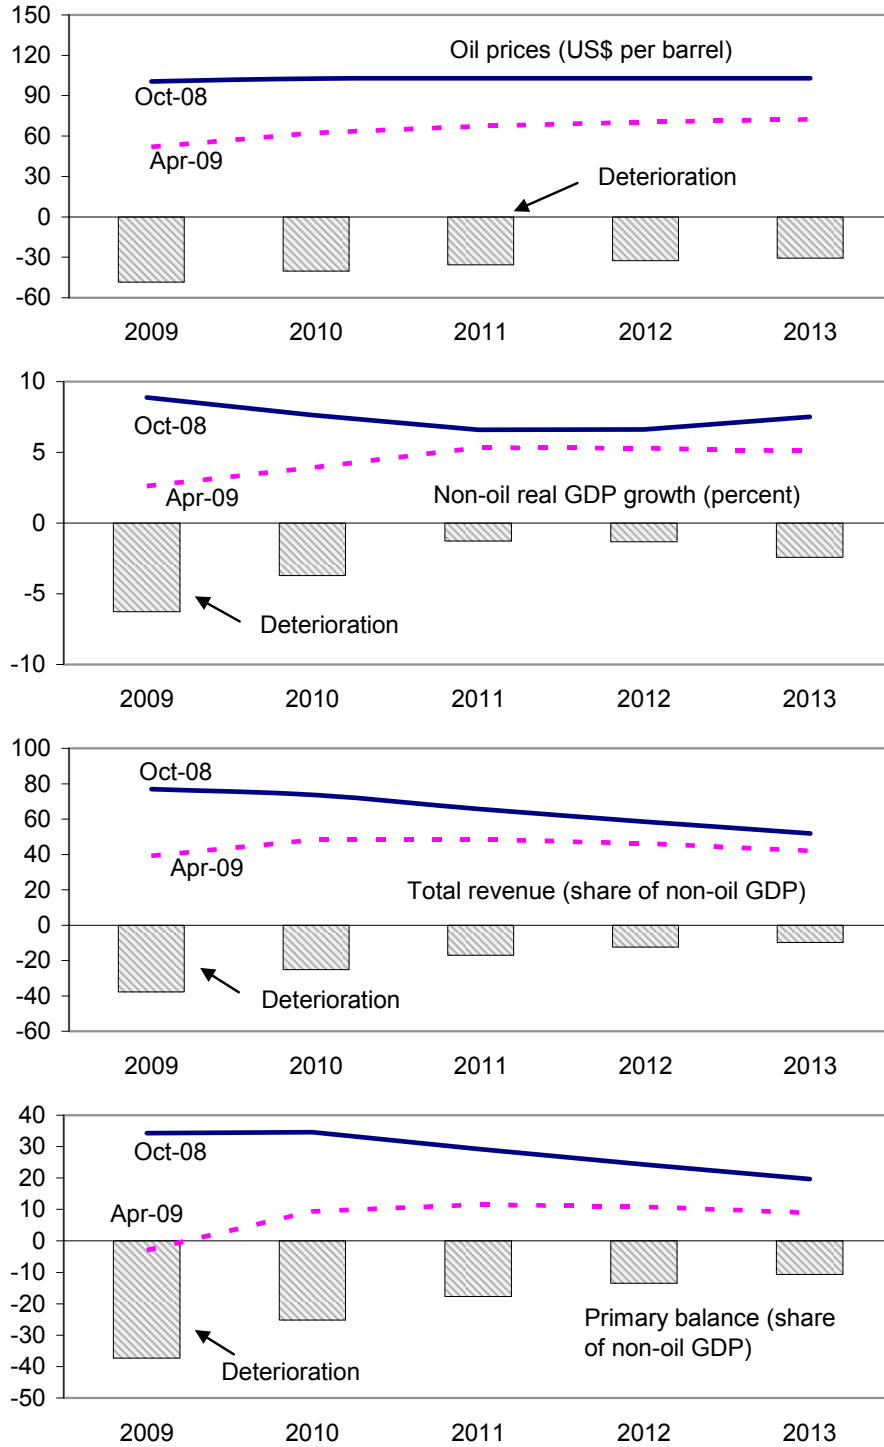 150
Oil prices (US$ per barrel)
120
90
Oct-08
60
Apr-09
30
Deterioration
0
-30
-60
2009 2010 2011 2012 2013
10
Oct-08
5
Apr-09
Non-oil real GDP growth (percent)
0
-5
Deterioration
-10
2009 2010 2011 2012 2013
100
Oct-08
80
60
40
Apr-09
20
Total revenue (share of non-oil GDP)
0
-20
Deterioration
-40
-60
2009 2010 2011 2012 2013
40
30
Oct-08
20
10
Apr-09
0
-10
-20
Primary balance (share
-30
of non-oil GDP)
Deterioration
-40
-50
2009 2010 2011 2012 2013